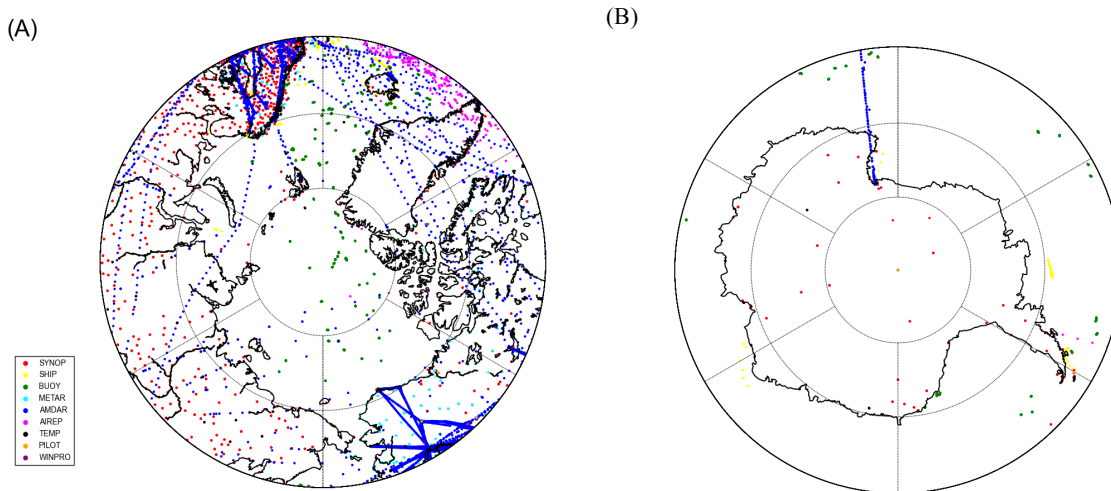 (A)
(B)
SYNOP
SHIP
BUOY
METAR
AMDAR
AIREP
TEMP
PILOT
WINPRO